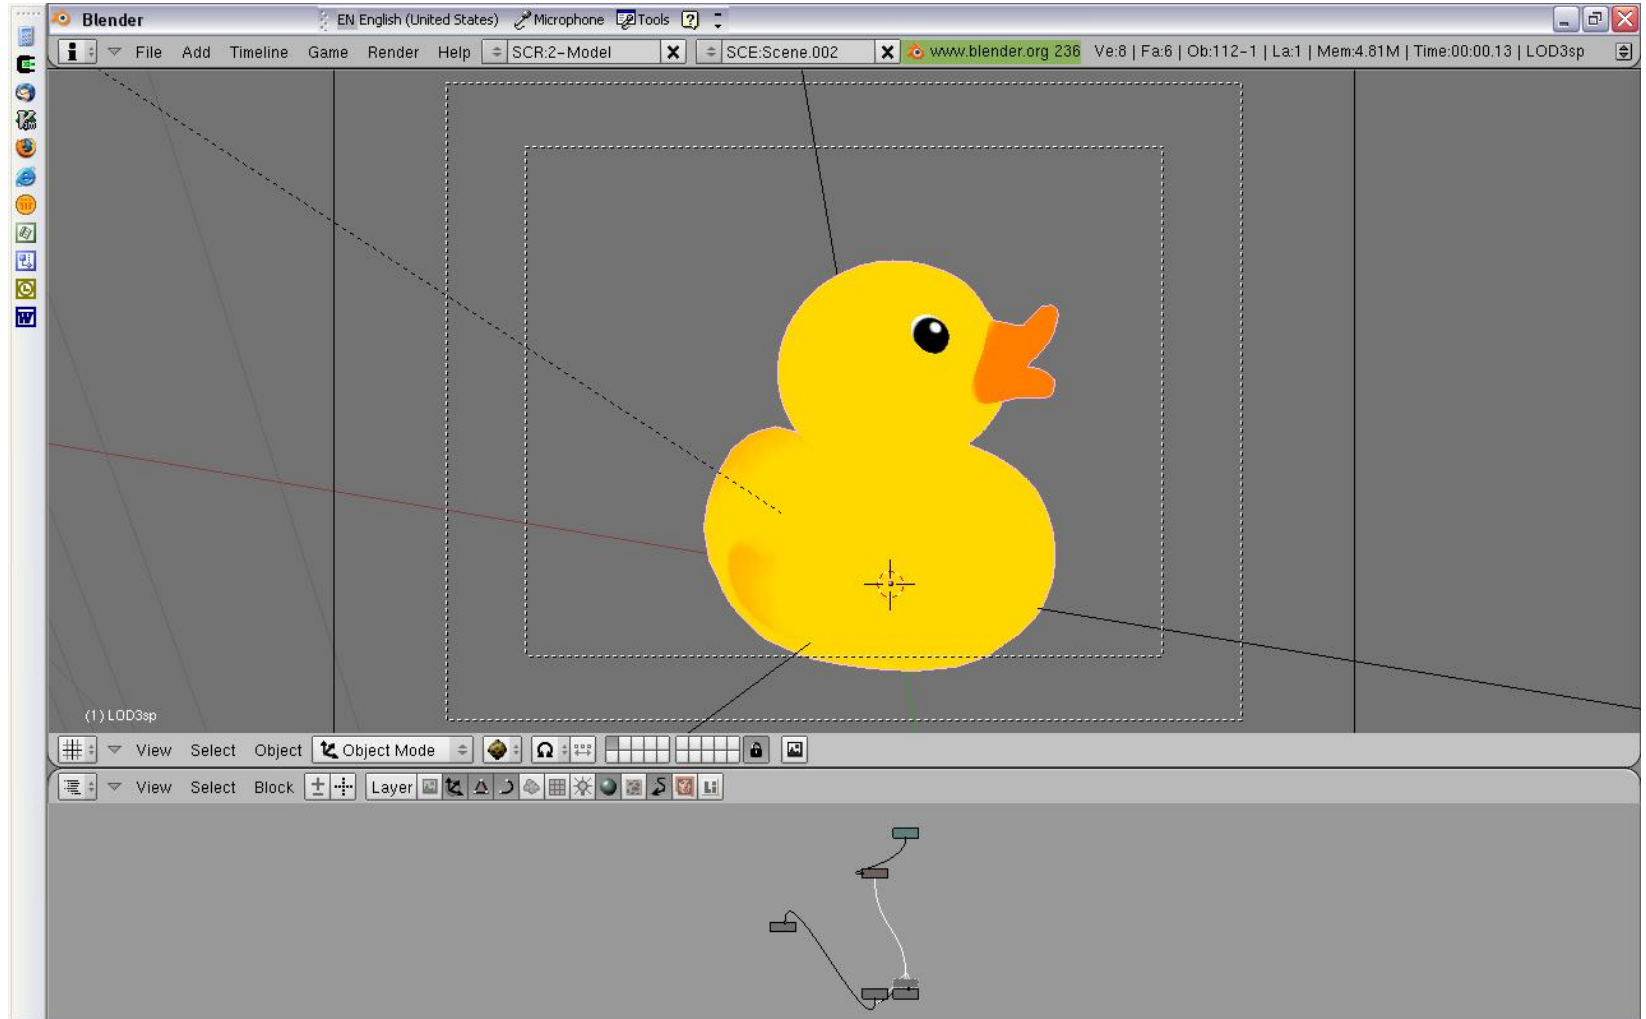 Blender
EN English (United States) Microphone Tools ?
File Add Timeline Game Render Help SCR:2-Model X SCE:Scene.002 X www.blender.org 236 Ve:8 | Fa:6 | Ob:112-1 | La:1 | Mem:4.81M | Time:00:00.13 | LOD3sp
(1) LOD3sp
View Select Object Object Mode
View Select Block Layer